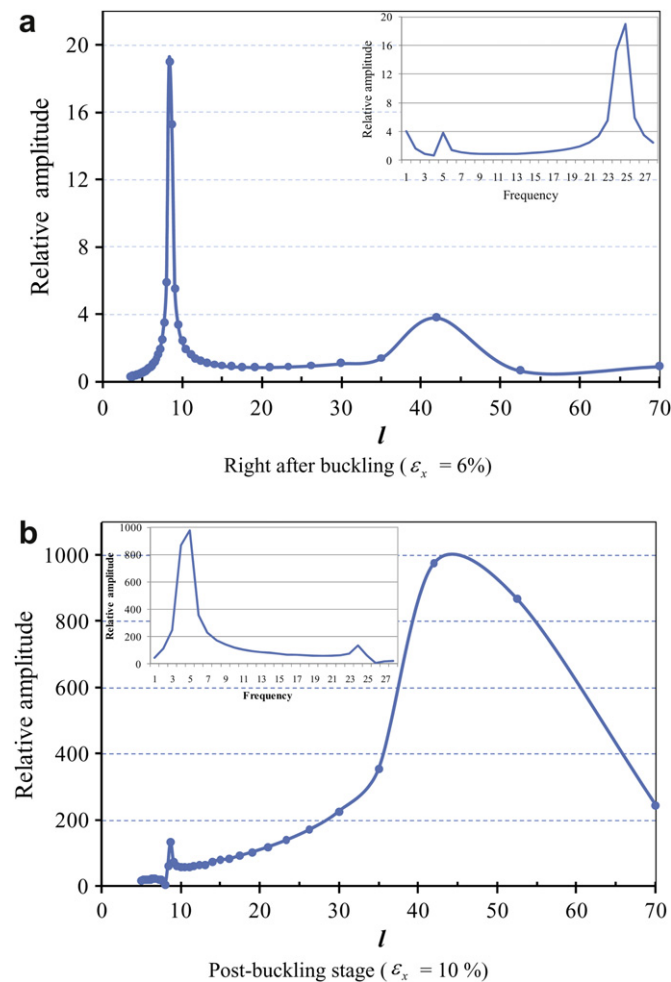 a
20
16
12
8
4
0
Relative amplitude
0 10 20 30 40 50 60 70
l
20
16
12
8
4
0
Relative amplitude
1 3 5 7 9 11 13 15 17 19 21 23 25 27
Frequency
Right after buckling ( εx = 6%)
b
1000
800
600
400
200
0
Relative amplitude
0 10 20 30 40 50 60 70
l
1000
800
600
400
200
0
Relative amplitude
1 3 5 7 9 11 13 15 17 19 21 23 25 27
Frequency
Post-buckling stage ( εx = 10 %)